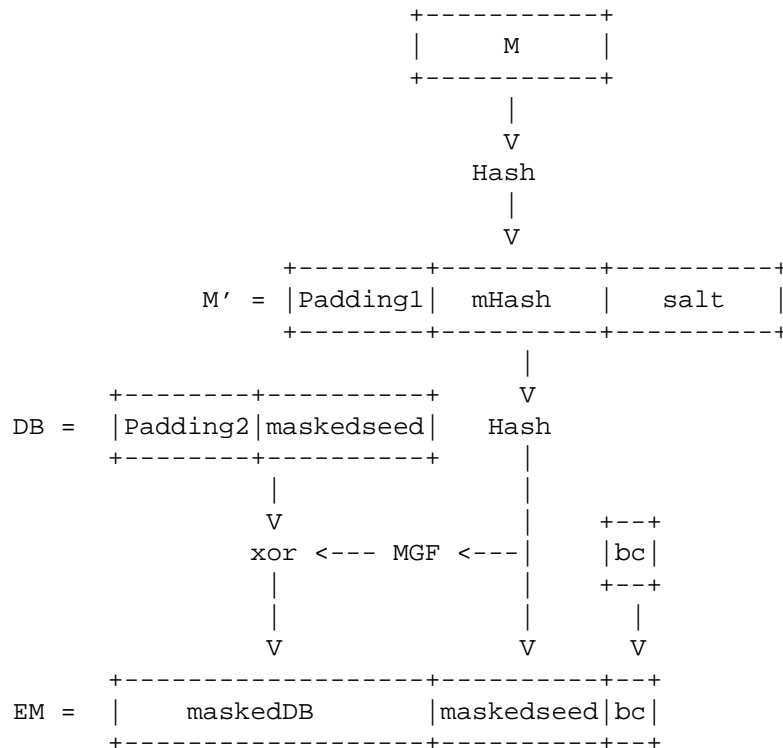 +-----------+
                                 |     M     |
                                 +-----------+
                                       |
                                       V
                                     Hash
                                       |
                                       V
                         +--------+----------+----------+
                   M′ =  |Padding1|  mHash   |   salt   |
                         +--------+----------+----------+
                                        |
              +--------+----------+     V
        DB =  |Padding2|maskedseed|   Hash
              +--------+----------+     |
                        |               |
                        V               |    +--+
                       xor <--- MGF <---|    |bc|
                        |               |    +--+
                        |               |      |
                        V               V      V
              +-------------------+----------+--+
        EM =  |    maskedDB       |maskedseed|bc|
              +-------------------+----------+--+